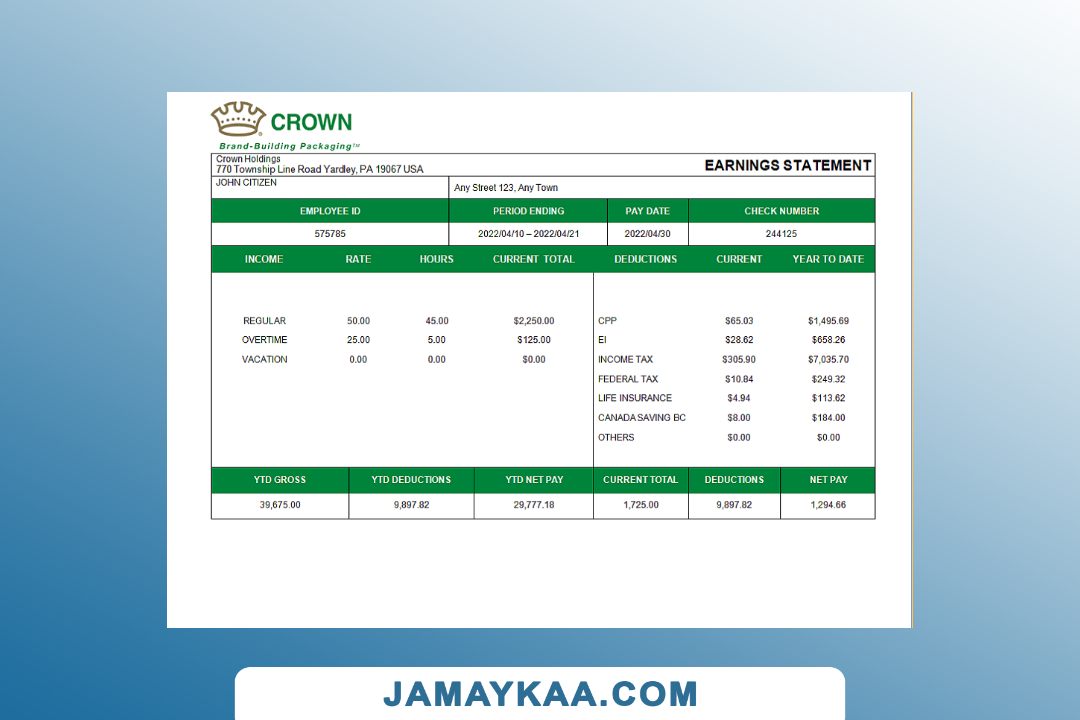 CROWN
Brand-Building Packaging™
Crown Holdings
770 Township Line Road Yardley, PA 19067 USA
EARNINGS STATEMENT
JOHN CITIZEN
Any Street 123, Any Town
EMPLOYEE ID PERIOD ENDING PAY DATE CHECK NUMBER
575785 2022/04/10 – 2022/04/21 2022/04/30 244125
INCOME RATE HOURS CURRENT TOTAL DEDUCTIONS CURRENT YEAR TO DATE
REGULAR 50.00 45.00 $2,250.00 CPP $65.03 $1,495.69
OVERTIME 25.00 5.00 $125.00 EI $28.62 $658.26
VACATION 0.00 0.00 $0.00 INCOME TAX $305.90 $7,035.70
FEDERAL TAX $10.84 $249.32
LIFE INSURANCE $4.94 $113.62
CANADA SAVING BC $8.00 $184.00
OTHERS $0.00 $0.00
YTD GROSS YTD DEDUCTIONS YTD NET PAY CURRENT TOTAL DEDUCTIONS NET PAY
39,675.00 9,897.82 29,777.18 1,725.00 9,897.82 1,294.66
JAMAYKAA.COM